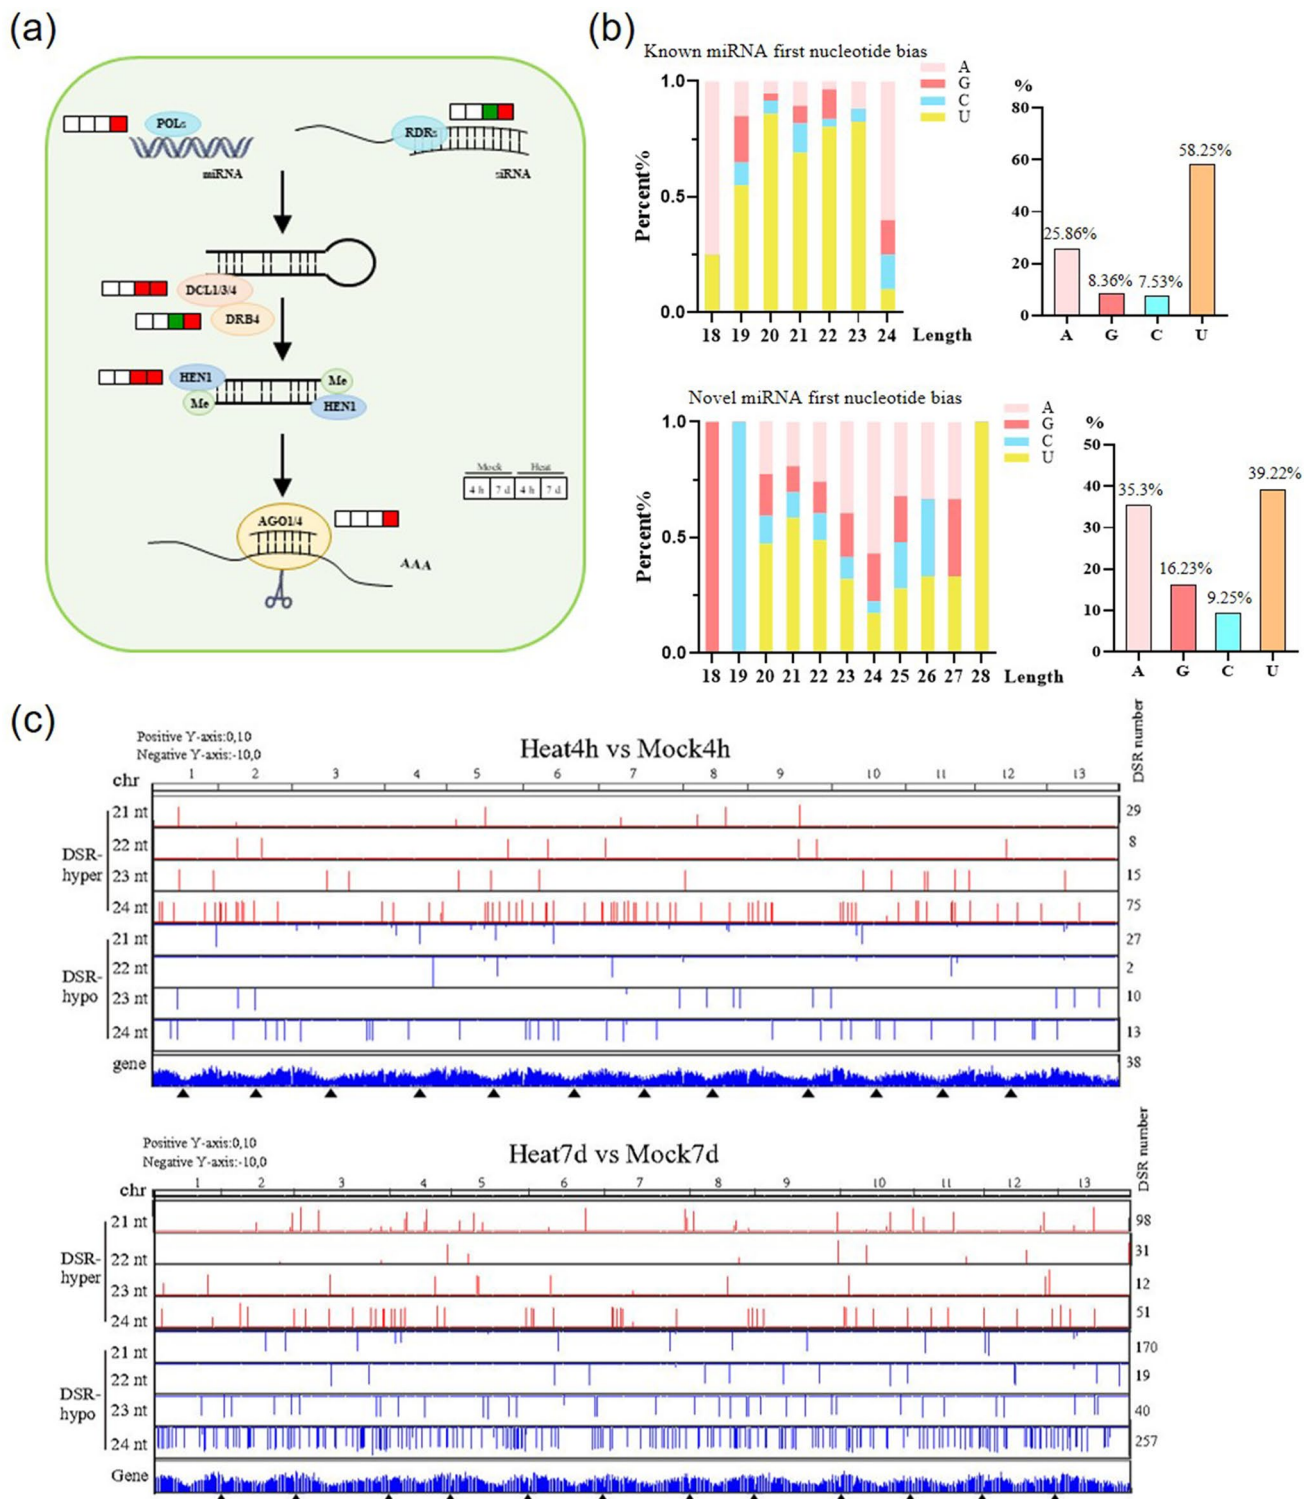 (a)
POLs
miRNA
RDRs
siRNA
DCL1/3/4
DRB4
HEN1
Me
Me
HEN1
Mock Heat
4 h 7 d 4 h 7 d
AGO1/4
AAA
(b)
Known miRNA first nucleotide bias
A
G
C
U
Percent%
1.0
0.5
0.0
18 19 20 21 22 23 24 Length
%
80
60
40
20
0
25.86%
8.36%
7.53%
58.25%
A G C U
Novel miRNA first nucleotide bias
A
G
C
U
Percent%
1.0
0.5
0.0
18 19 20 21 22 23 24 25 26 27 28 Length
%
50
40
30
20
10
0
35.3%
16.23%
9.25%
39.22%
A G C U
(c)
Positive Y-axis:0,10
Negative Y-axis:-10,0
Heat4h vs Mock4h
DSR number
chr 1 2 3 4 5 6 7 8 9 10 11 12 13
DSR-
hyper
21 nt 29
22 nt 8
23 nt 15
24 nt 75
DSR-
hypo
21 nt 27
22 nt 2
23 nt 10
24 nt 13
gene 38
Positive Y-axis:0,10
Negative Y-axis:-10,0
Heat7d vs Mock7d
DSR number
chr 1 2 3 4 5 6 7 8 9 10 11 12 13
DSR-
hyper
21 nt 98
22 nt 31
23 nt 12
24 nt 51
DSR-
hypo
21 nt 170
22 nt 19
23 nt 40
24 nt 257
Gene